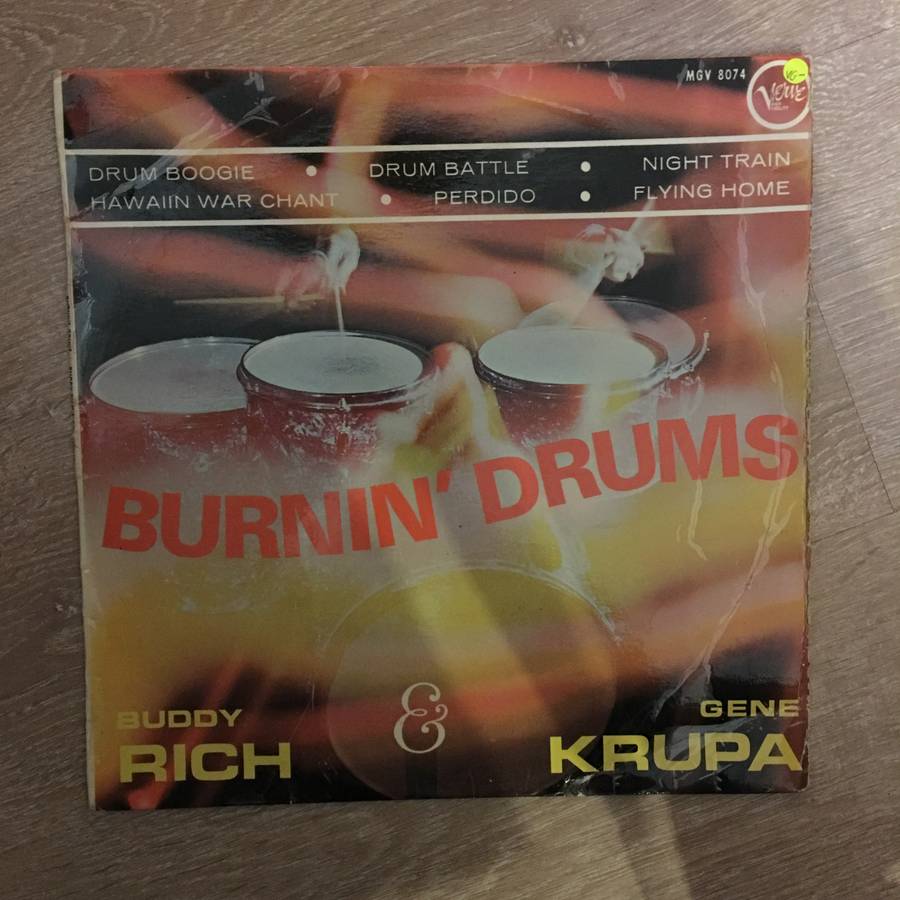 MGV 8074
VG-
Verve
DRUM BOOGIE • DRUM BATTLE • NIGHT TRAIN
HAWAIIN WAR CHANT • PERDIDO • FLYING HOME
BURNIN' DRUMS
BUDDY
RICH
&
GENE
KRUPA